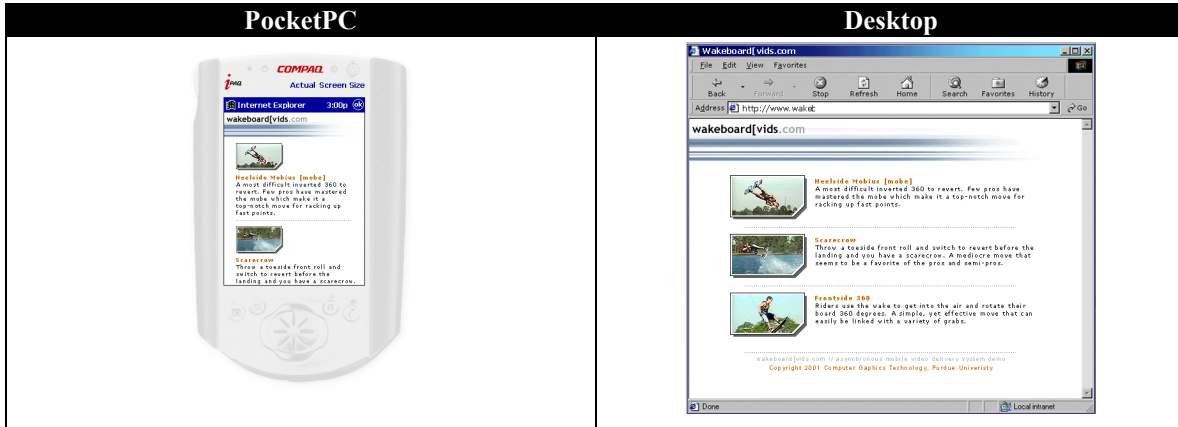 PocketPC
Desktop
COMPAQ
iPAQ
Actual Screen Size
Internet Explorer 3:00p ok
wakeboard[vids.com
Heelside Mobius [mobe]
A most difficult inverted 360 to
revert. Few pros have mastered
the mobe which make it a
top-notch move for racking up
fast points.
Scarecrow
Throw a toeside front roll and
switch to revert before the
landing and you have a scarecrow.
Wakeboard[vids.com
File Edit View Favorites
Back Forward Stop Refresh Home Search Favorites History
Address http://www.waket Go
wakeboard[vids.com
Heelside Mobius [mobe]
A most difficult inverted 360 to revert. Few pros have
mastered the mobe which make it a top-notch move for
racking up fast points.
Scarecrow
Throw a toeside front roll and switch to revert before the
landing and you have a scarecrow. A mediocre move that
seems to be a favorite of the pros and semi-pros.
Frontside 360
Riders use the wake to get into the air and rotate their
board 360 degrees. A simple, yet effective move that can
easily be linked with a variety of grabs.
wakeboard[vids.com // asynchronous mobile video delivery system demo
Copyright 2001 Computer Gaphics Technology, Purdue Univeristy
Done Local intranet